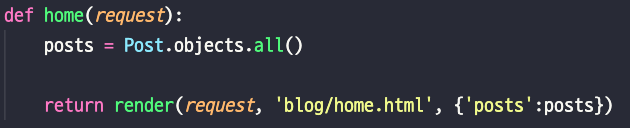 def home(request):
    posts = Post.objects.all()
    return render(request, 'blog/home.html', {'posts':posts})